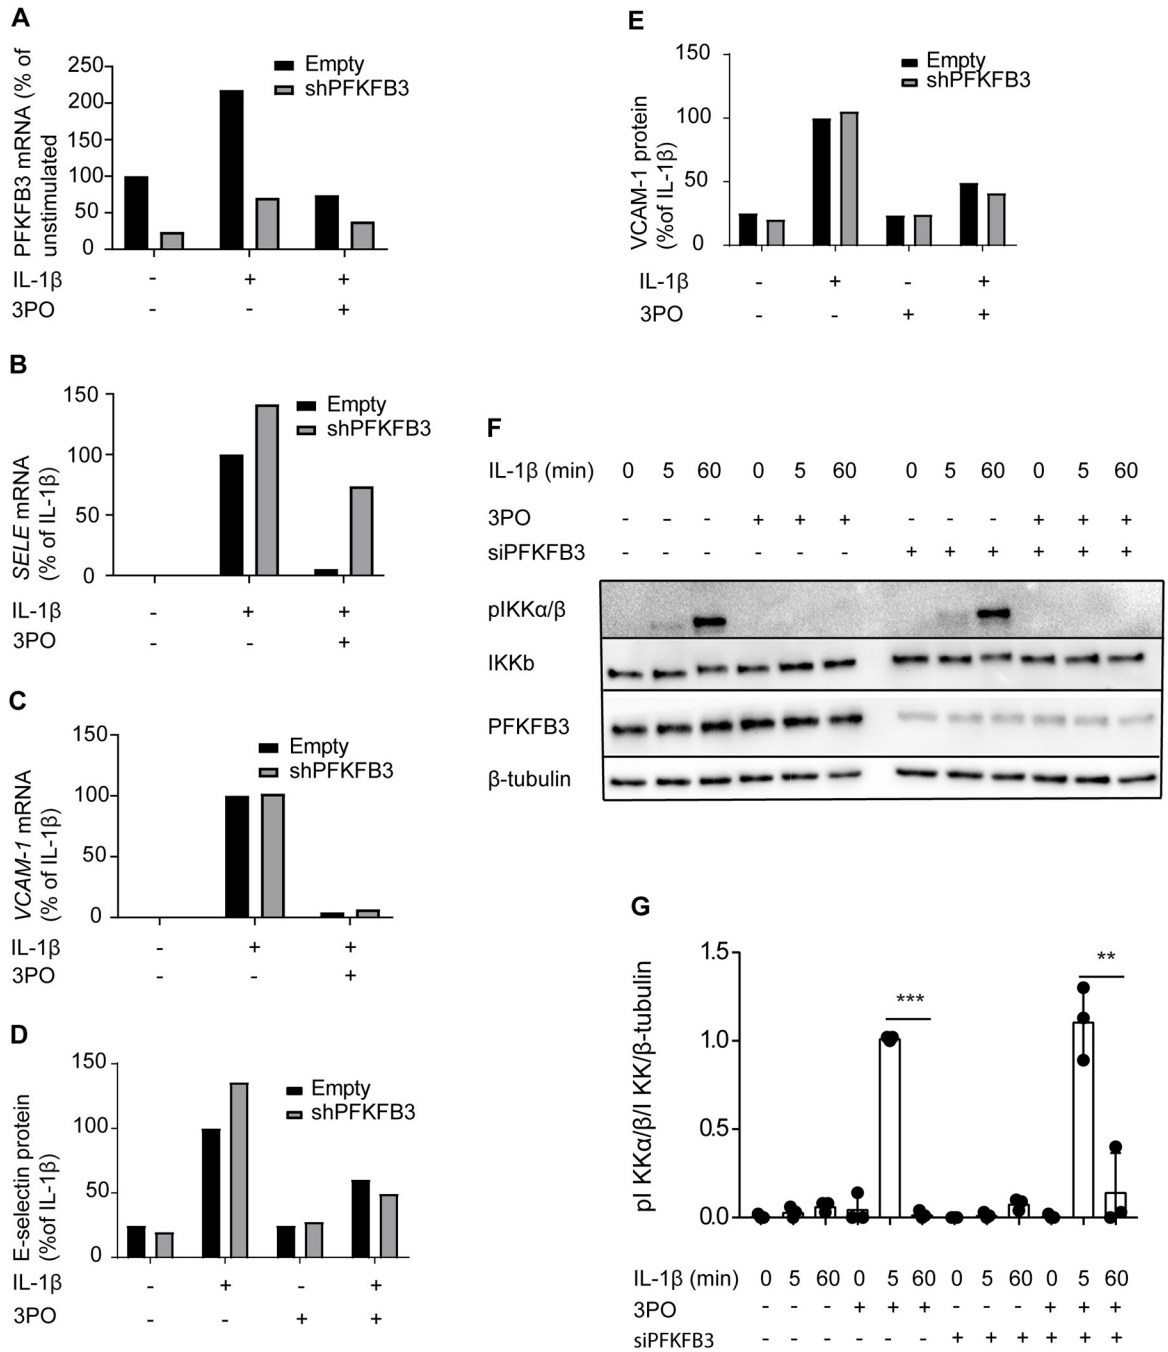 A
PFKFB3 mRNA (% of
unstimulated
250
200
150
100
50
0
Empty
shPFKFB3
IL-1β - + +
3PO - - +
B
SELE mRNA
(% of IL-1β)
150
100
50
0
Empty
shPFKFB3
IL-1β - + +
3PO - - +
C
VCAM-1 mRNA
(% of IL-1β)
150
100
50
0
Empty
shPFKFB3
IL-1β - + +
3PO - - +
D
E-selectin protein
(%of IL-1β)
150
100
50
0
Empty
shPFKFB3
IL-1β - + - +
3PO - - + +
E
VCAM-1 protein
(%of IL-1β)
150
100
50
0
Empty
shPFKFB3
IL-1β - + - +
3PO - - + +
F
IL-1β (min) 0 5 60 0 5 60 0 5 60 0 5 60
3PO - - - + + + - - - + + +
siPFKFB3 - - - - - - + + + + + +
pIKKα/β
IKKb
PFKFB3
β-tubulin
G
pI KKα/β/I KK/β-tubulin
1.5
1.0
0.5
0.0
***
**
IL-1β (min) 0 5 60 0 5 60 0 5 60 0 5 60
3PO - - - + + + - - - + + +
siPFKFB3 - - - - - - + + + + + +